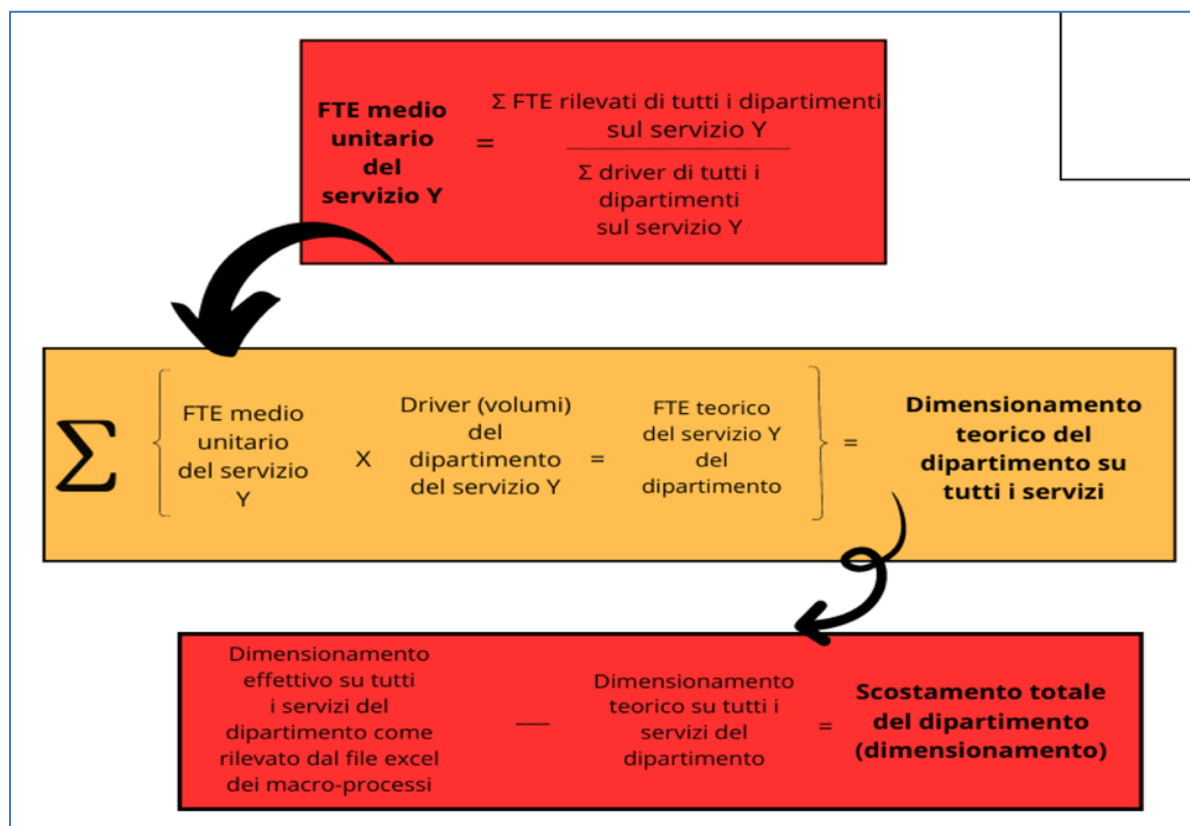 FTE medio
unitario
del
servizio Y
=
Σ FTE rilevati di tutti i dipartimenti
sul servizio Y
Σ driver di tutti i
dipartimenti
sul servizio Y
Σ
FTE medio
unitario
del servizio
Y
X
Driver (volumi)
del
dipartimento
del servizio Y
=
FTE teorico
del servizio Y
del
dipartimento
=
Dimensionamento
teorico del
dipartimento su
tutti i servizi
Dimensionamento
effettivo su tutti
i servizi del
dipartimento come
rilevato dal file excel
dei macro-processi
—
Dimensionamento
teorico su tutti i
servizi del
dipartimento
=
Scostamento totale
del dipartimento
(dimensionamento)